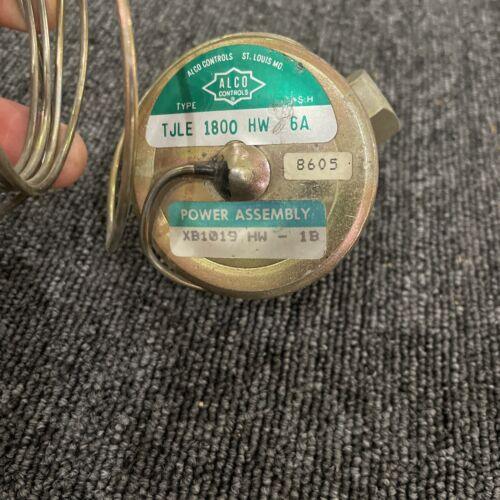 ALCO CONTROLS ST. LOUIS MO.
ALCO
CONTROLS
®
TYPE S.H
TJLE 1800 HW 6A
8605
POWER ASSEMBLY
XB1019 HW - 1B